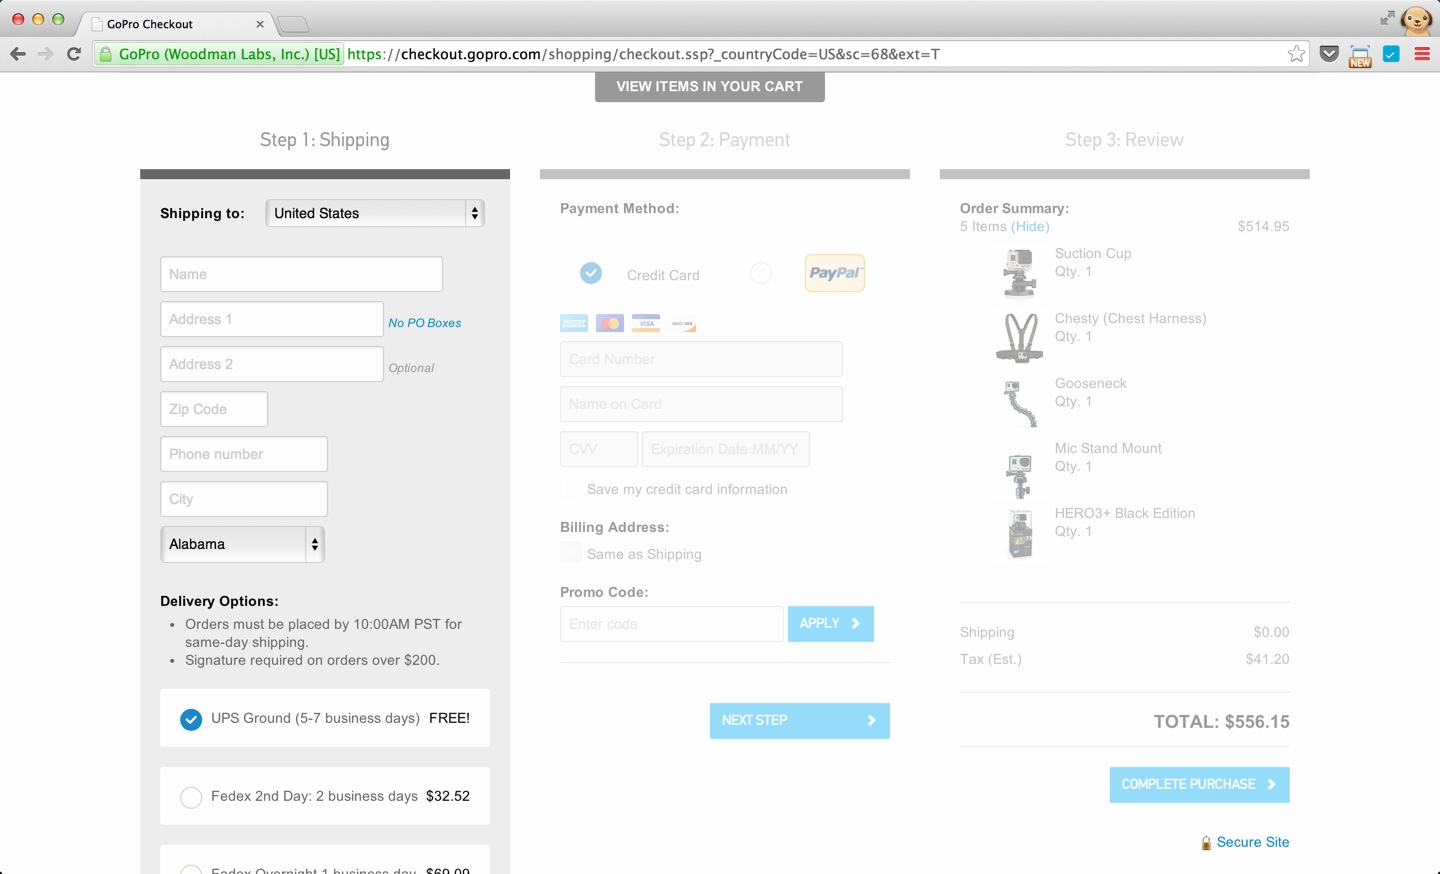 GoPro Checkout
GoPro (Woodman Labs, Inc.) [US] https://checkout.gopro.com/shopping/checkout.ssp?_countryCode=US&sc=68&ext=T
NEW
VIEW ITEMS IN YOUR CART
Step 1: Shipping
Shipping to: United States
Name
Address 1 No PO Boxes
Address 2 Optional
Zip Code
Phone number
City
Alabama
Delivery Options:
• Orders must be placed by 10:00AM PST for
same-day shipping.
• Signature required on orders over $200.
UPS Ground (5-7 business days) FREE!
Fedex 2nd Day: 2 business days $32.52
Fedex Overnight 1 business day $69.09
Step 2: Payment
Payment Method:
Credit Card PayPal
AMEX VISA DISCOVER
Card Number
Name on Card
CVV Expiration Date MM/YY
Save my credit card information
Billing Address:
Same as Shipping
Promo Code:
Enter code APPLY
NEXT STEP
Step 3: Review
Order Summary:
5 Items (Hide) $514.95
Suction Cup
Qty. 1
Chesty (Chest Harness)
Qty. 1
Gooseneck
Qty. 1
Mic Stand Mount
Qty. 1
HERO3+ Black Edition
Qty. 1
Shipping $0.00
Tax (Est.) $41.20
TOTAL: $556.15
COMPLETE PURCHASE
Secure Site